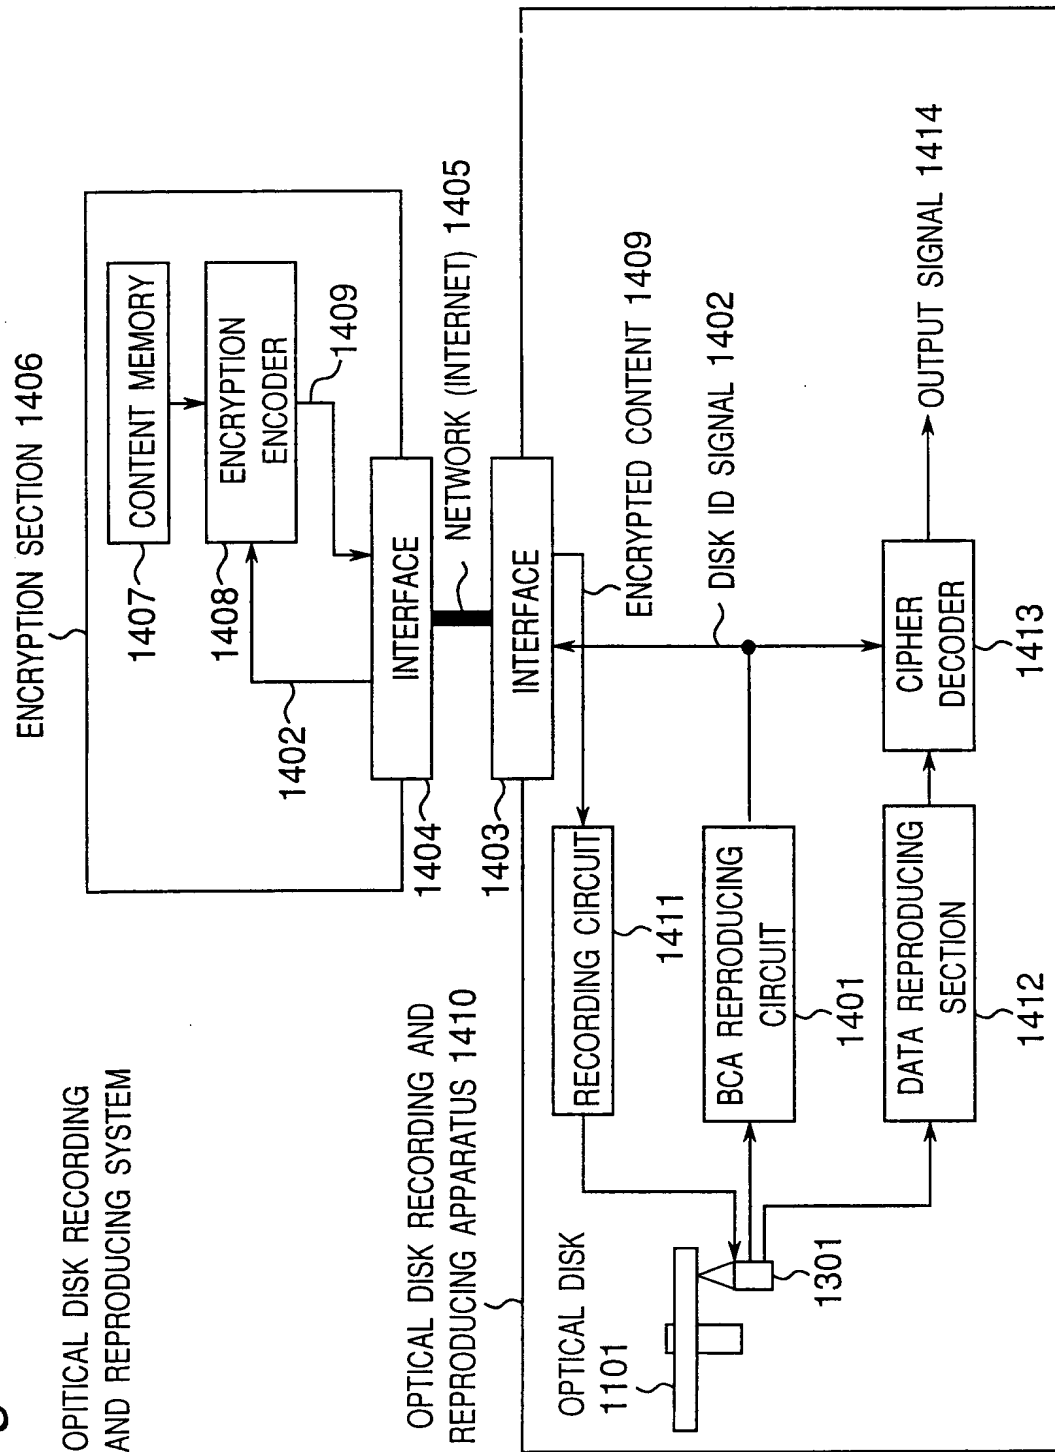 OPITICAL DISK RECORDING
AND REPRODUCING SYSTEM
ENCRYPTION SECTION 1406
CONTENT MEMORY
1407
ENCRYPTION
ENCODER
1408
1409
1402
INTERFACE
1404
NETWORK (INTERNET) 1405
OPTICAL DISK RECORDING AND
REPRODUCING APPARATUS 1410
INTERFACE
1403
ENCRYPTED CONTENT 1409
RECORDING CIRCUIT
1411
DISK ID SIGNAL 1402
OPTICAL DISK
1101
1301
BCA REPRODUCING
CIRCUIT
1401
DATA REPRODUCING
SECTION
1412
CIPHER
DECODER
1413
OUTPUT SIGNAL 1414